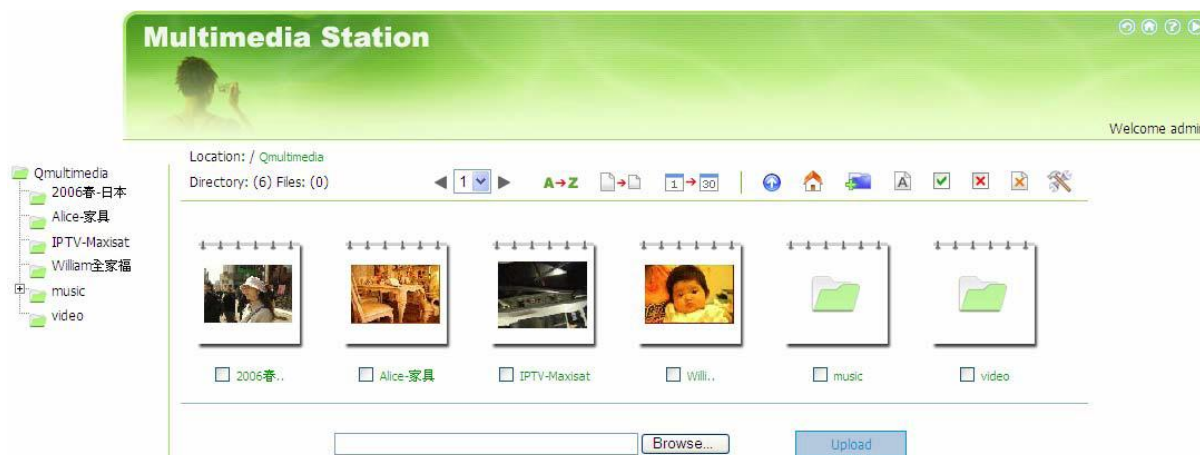 Multimedia Station
Welcome admin
Location: / Qmultimedia
Directory: (6) Files: (0)
1
A→Z
1→30
A
Qmultimedia
2006春-日本
Alice-家具
IPTV-Maxisat
William全家福
music
video
2006春..
Alice-家具
IPTV-Maxisat
Willi..
music
video
Browse...
Upload